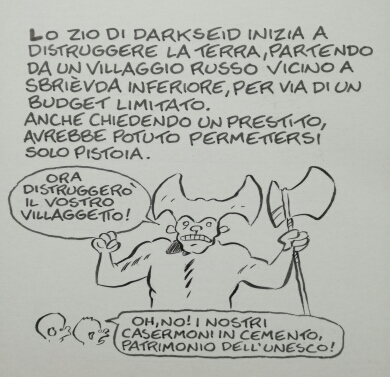 LO ZIO DI DARKSEID INIZIA A
DISTRUGGERE LA TERRA, PARTENDO
DA UN VILLAGGIO RUSSO VICINO A
SBRIEVDA INFERIORE, PER VIA DI UN
BUDGET LIMITATO.
ANCHE CHIEDENDO UN PRESTITO,
AVREBBE POTUTO PERMETTERSI
SOLO PISTOIA.
ORA
DISTRUGGERO'
IL VOSTRO
VILLAGGETTO!
OH, NO! I NOSTRI
CASERMONI IN CEMENTO,
PATRIMONIO DELL'UNESCO!